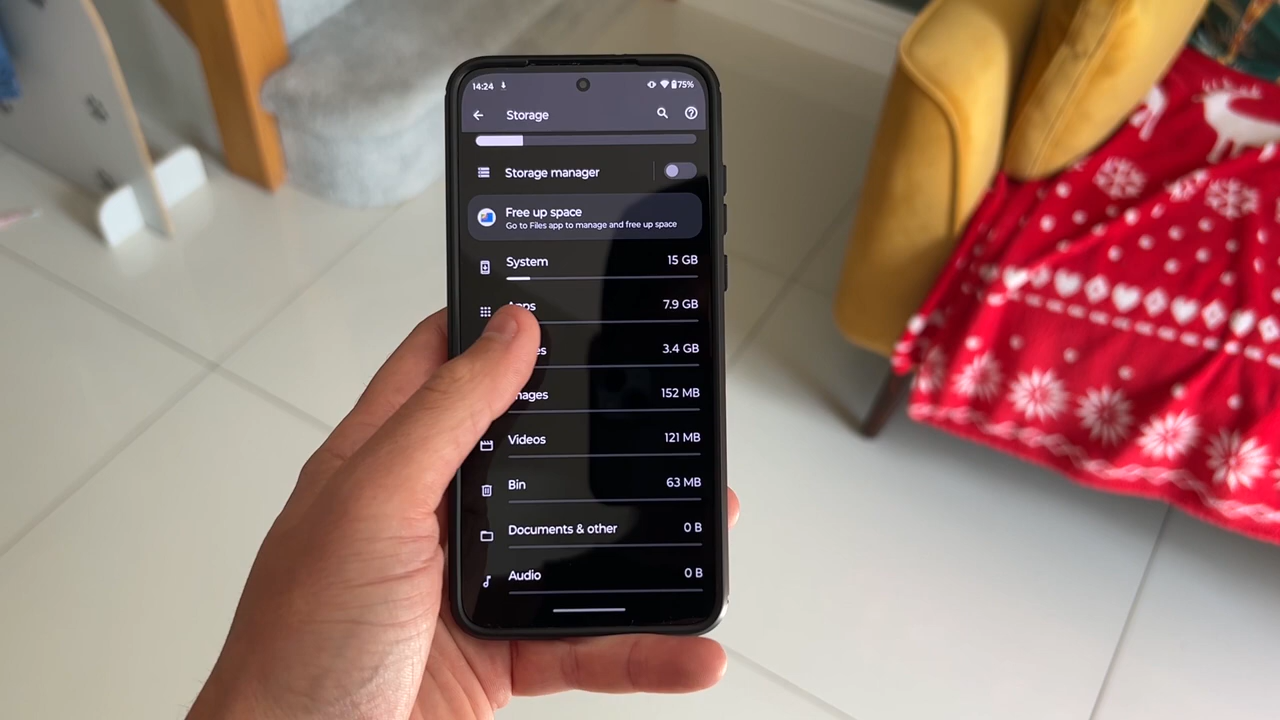 14:24 75%
Storage
Storage manager
Free up space
Go to Files app to manage and free up space
System 15 GB
7.9 GB
3.4 GB
152 MB
Videos 121 MB
Bin 63 MB
Documents & other 0 B
Audio 0 B